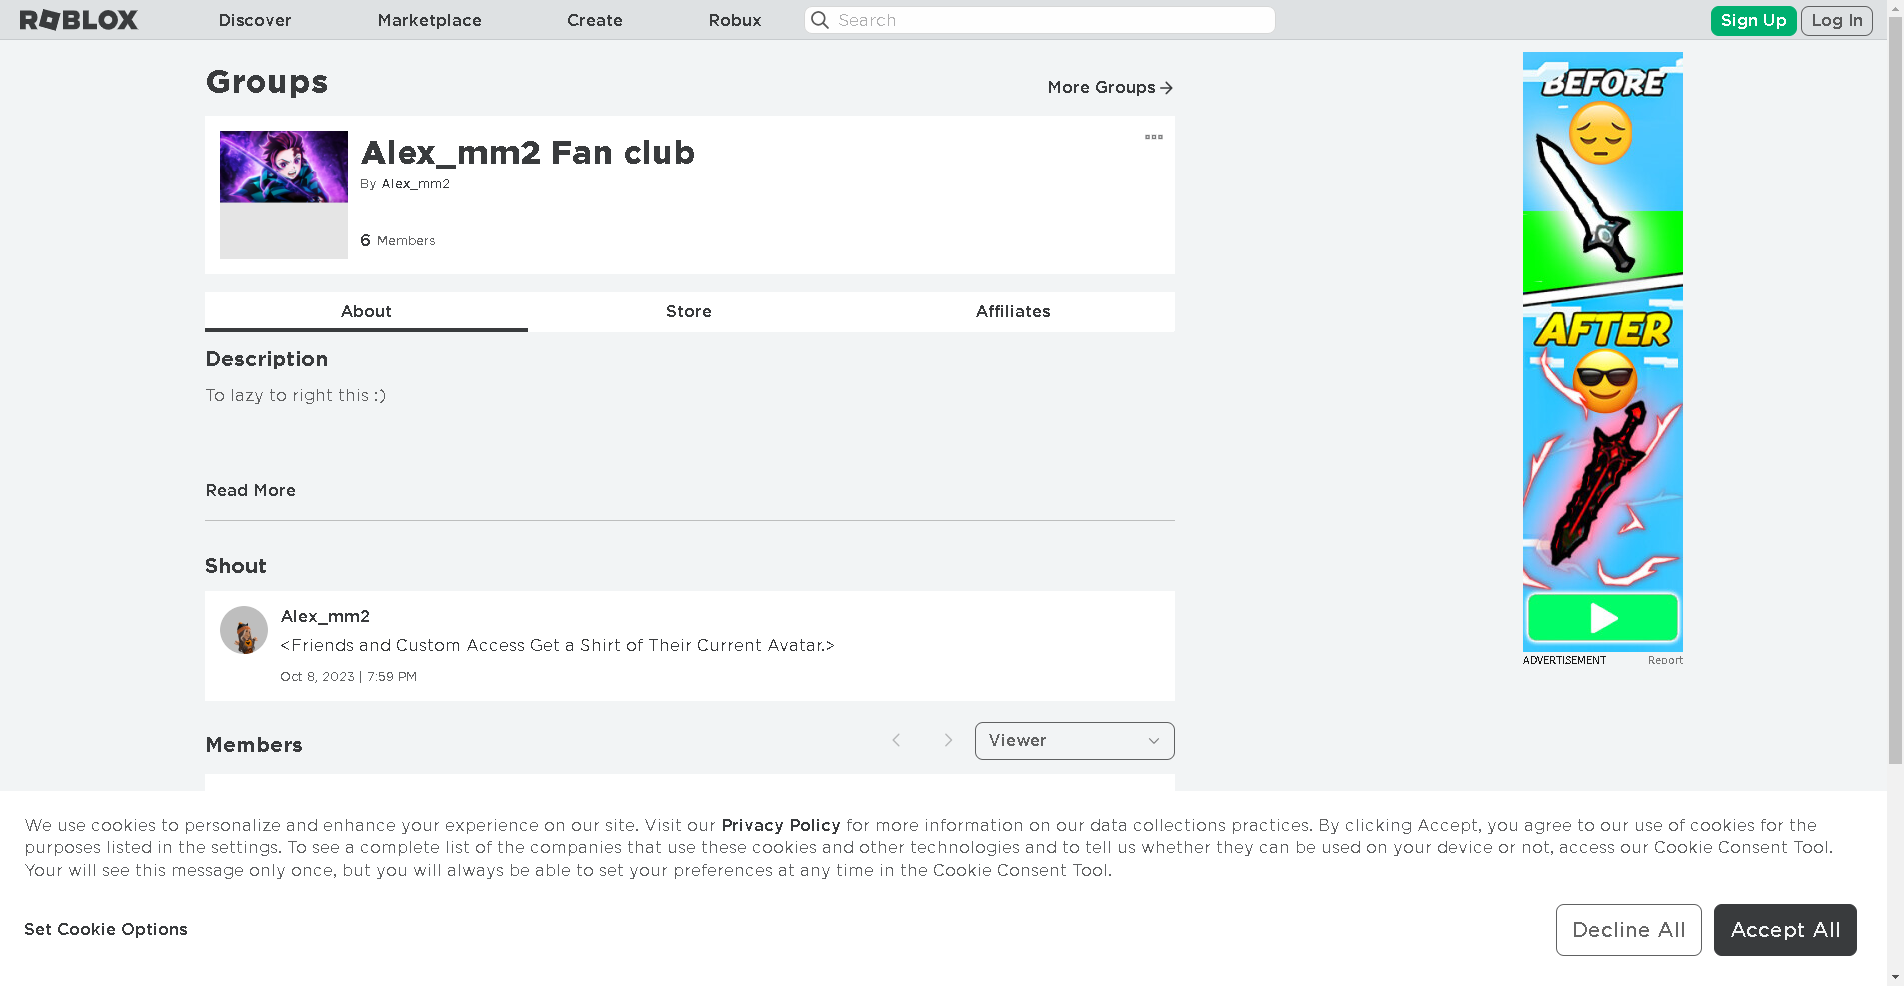 ROBLOX Discover Marketplace Create Robux Search Sign Up Log In
Groups
More Groups
Alex_mm2 Fan club
By Alex_mm2
6 Members
About Store Affiliates
Description
To lazy to right this :)
Read More
Shout
Alex_mm2
<Friends and Custom Access Get a Shirt of Their Current Avatar.>
Oct 8, 2023 | 7:59 PM
Members
Viewer
BEFORE
AFTER
ADVERTISEMENT Report
We use cookies to personalize and enhance your experience on our site. Visit our Privacy Policy for more information on our data collections practices. By clicking Accept, you agree to our use of cookies for the
purposes listed in the settings. To see a complete list of the companies that use these cookies and other technologies and to tell us whether they can be used on your device or not, access our Cookie Consent Tool.
Your will see this message only once, but you will always be able to set your preferences at any time in the Cookie Consent Tool.
Set Cookie Options
Decline All
Accept All